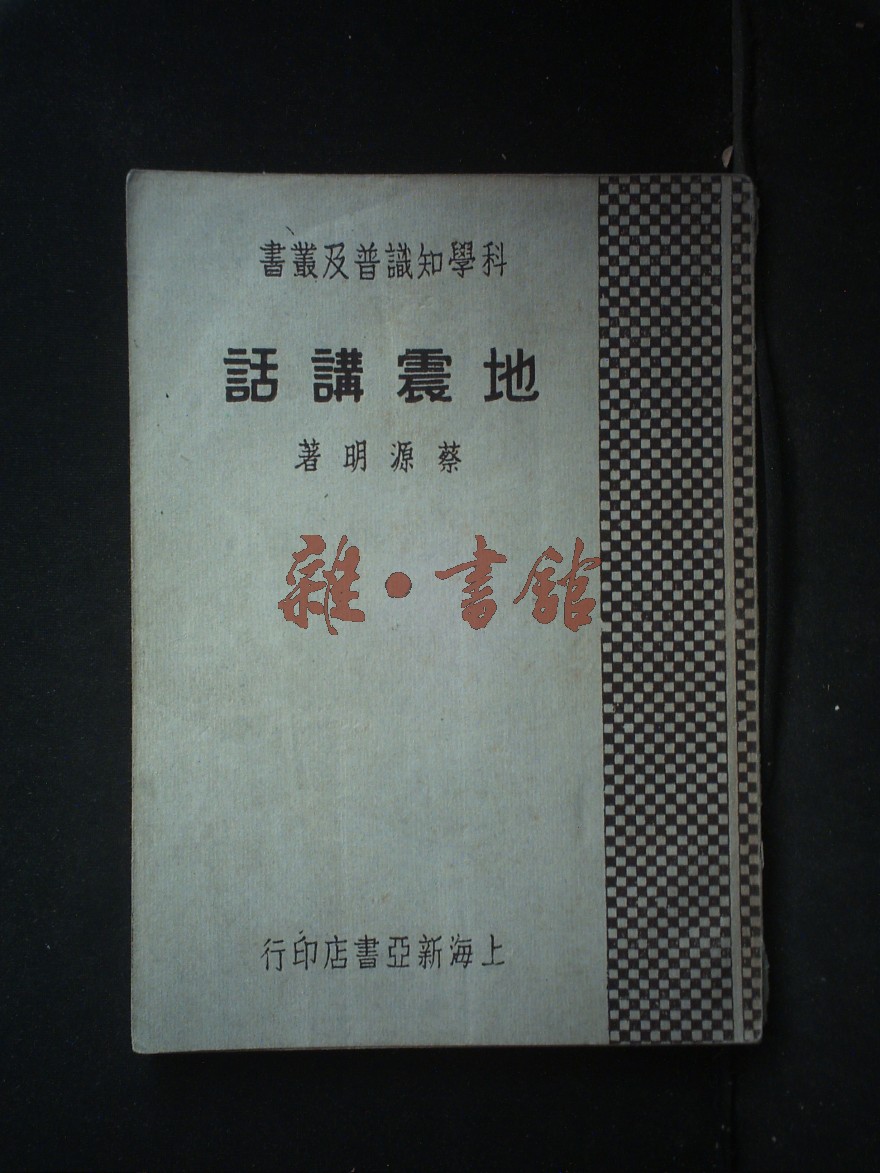 科學知識普及叢書
地震講話
蔡源明著
雜·書館
上海新亞書店印行